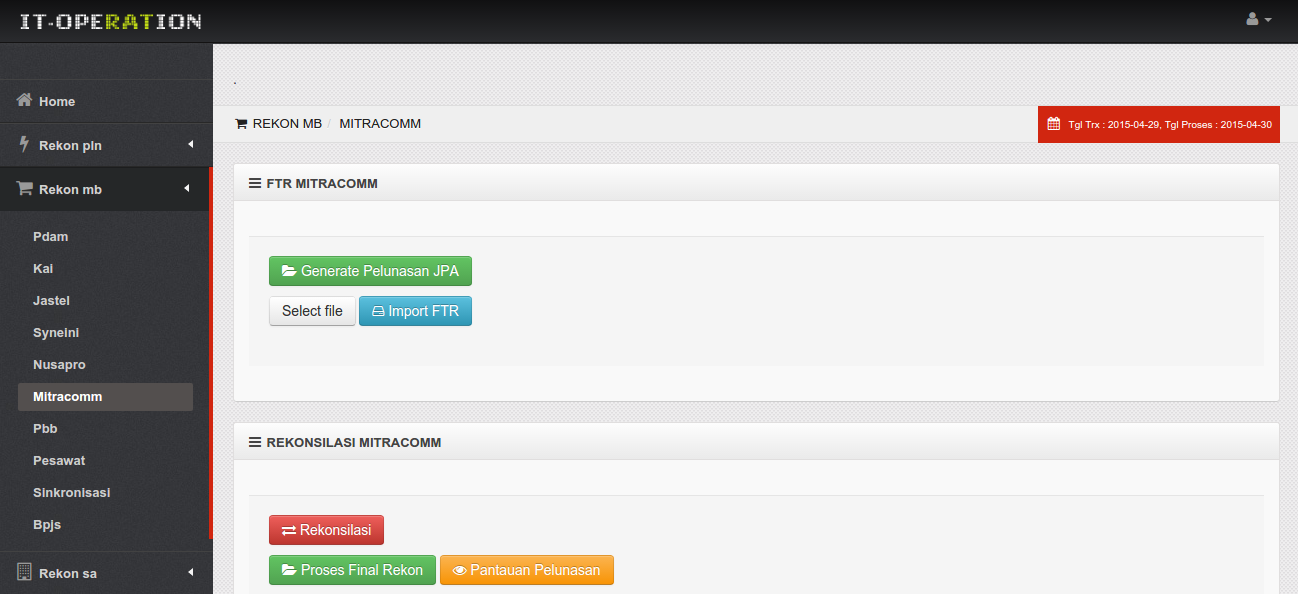 IT-OPERATION
Home
Rekon pln
Rekon mb
Pdam
Kai
Jastel
Syneini
Nusapro
Mitracomm
Pbb
Pesawat
Sinkronisasi
Bpjs
Rekon sa
.
REKON MB / MITRACOMM
Tgl Trx : 2015-04-29, Tgl Proses : 2015-04-30
FTR MITRACOMM
Generate Pelunasan JPA
Select file Import FTR
REKONSILASI MITRACOMM
Rekonsilasi
Proses Final Rekon Pantauan Pelunasan